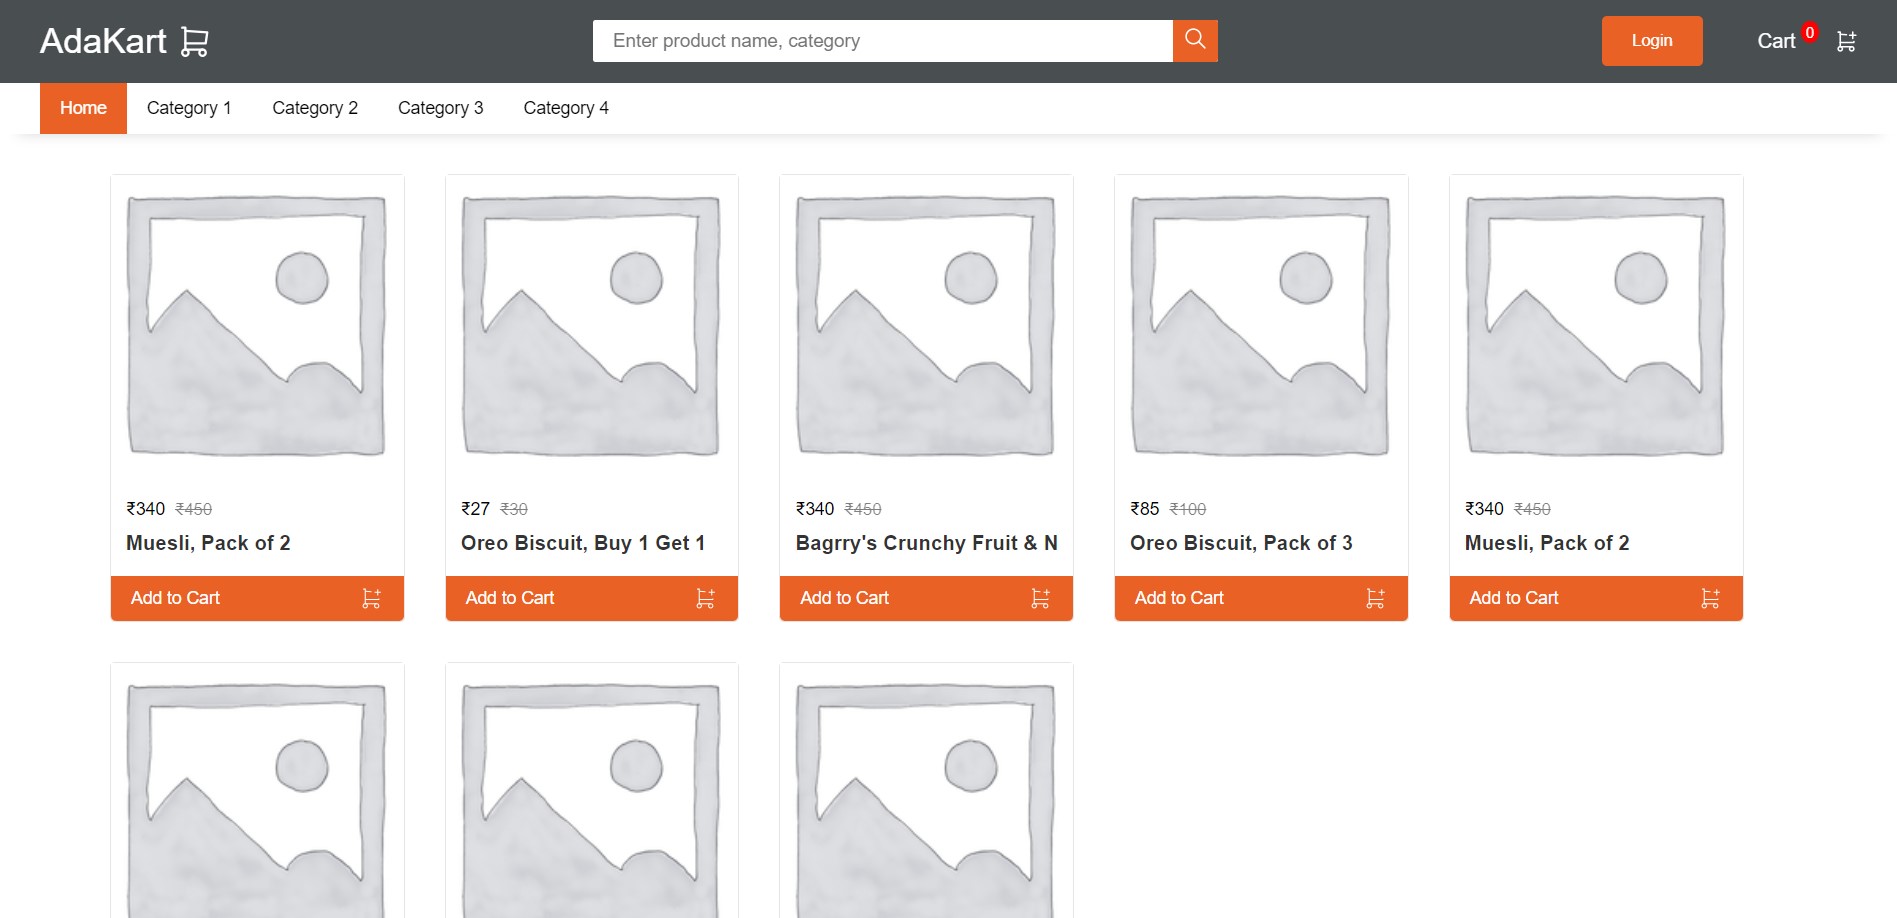 AdaKart
Enter product name, category
Login
Cart 0
Home Category 1 Category 2 Category 3 Category 4
₹340 ₹450
Muesli, Pack of 2
Add to Cart
₹27 ₹30
Oreo Biscuit, Buy 1 Get 1
Add to Cart
₹340 ₹450
Bagrry's Crunchy Fruit & N
Add to Cart
₹85 ₹100
Oreo Biscuit, Pack of 3
Add to Cart
₹340 ₹450
Muesli, Pack of 2
Add to Cart